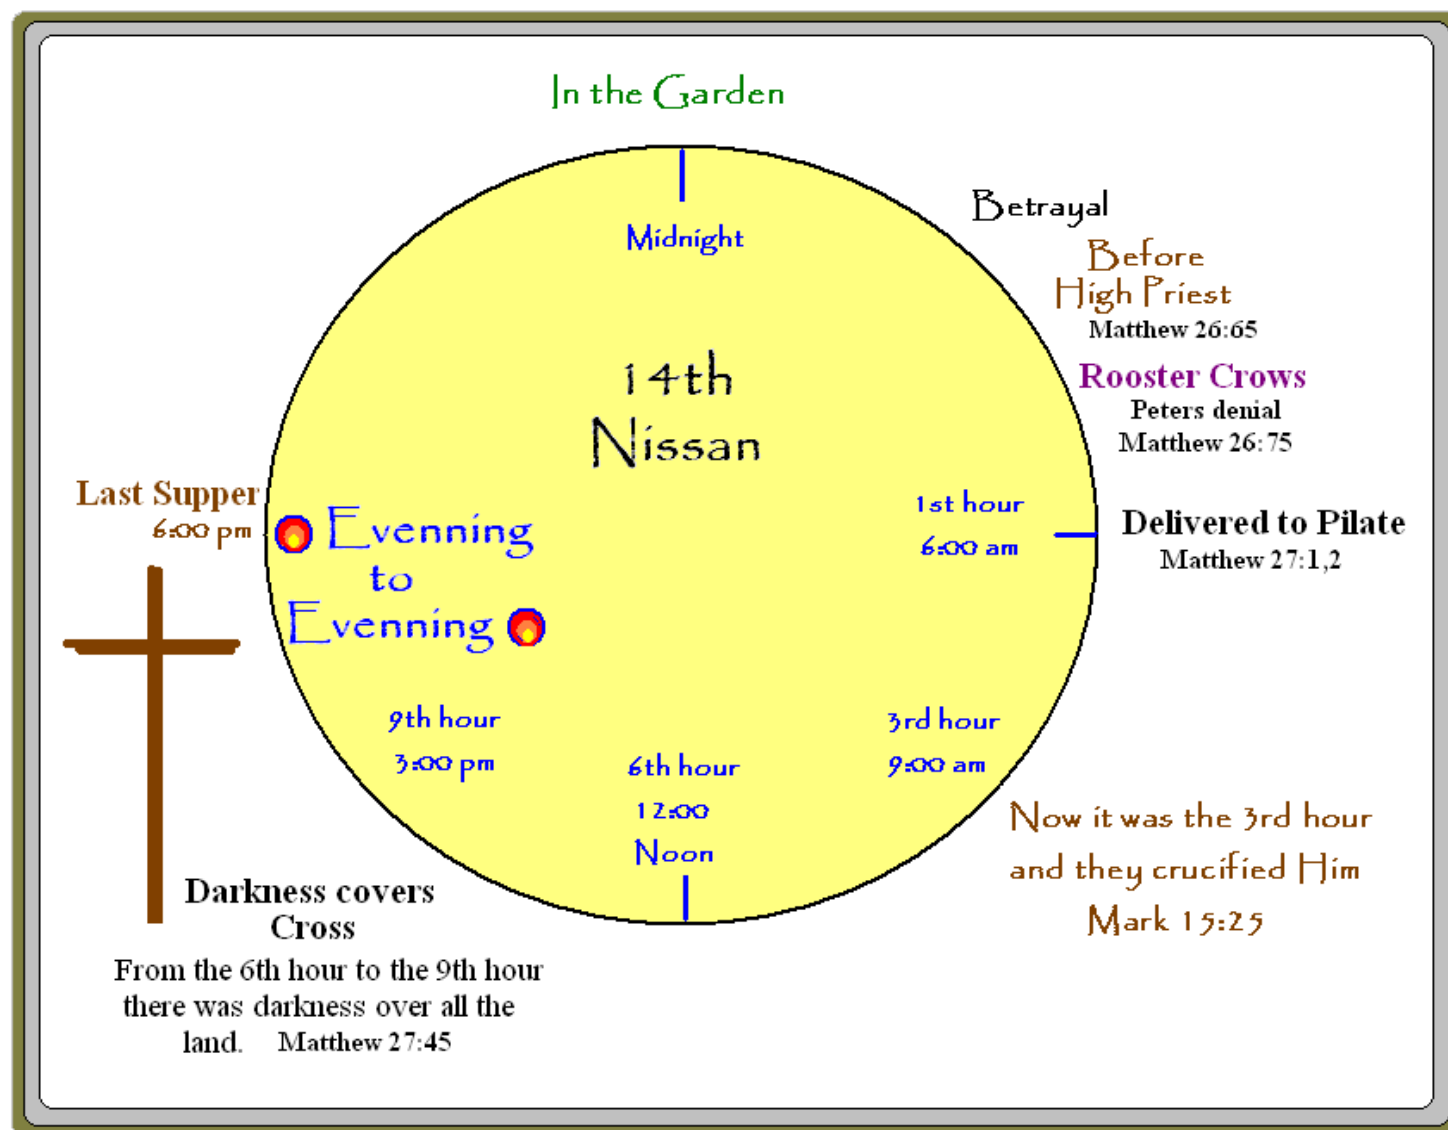 In the Garden
Midnight
Betrayal
Before
High Priest
Matthew 26:65
14th
Nissan
Rooster Crows
Peters denial
Matthew 26:75
Last Supper
6:00 pm
Evenning
to
Evenning
1st hour
6:00 am
Delivered to Pilate
Matthew 27:1,2
9th hour
3:00 pm
6th hour
12:00
Noon
3rd hour
9:00 am
Now it was the 3rd hour
and they crucified Him
Mark 15:25
Darkness covers
Cross
From the 6th hour to the 9th hour
there was darkness over all the
land. Matthew 27:45